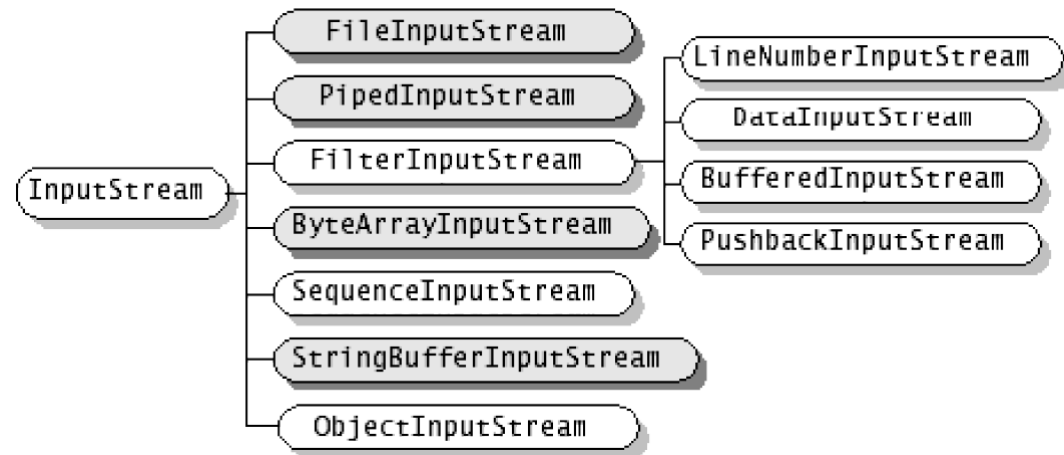 FileInputStream
PipedInputStream
FilterInputStream
InputStream
ByteArrayInputStream
SequenceInputStream
StringBufferInputStream
ObjectInputStream
LineNumberInputStream
DataInputStream
BufferedInputStream
PushbackInputStream